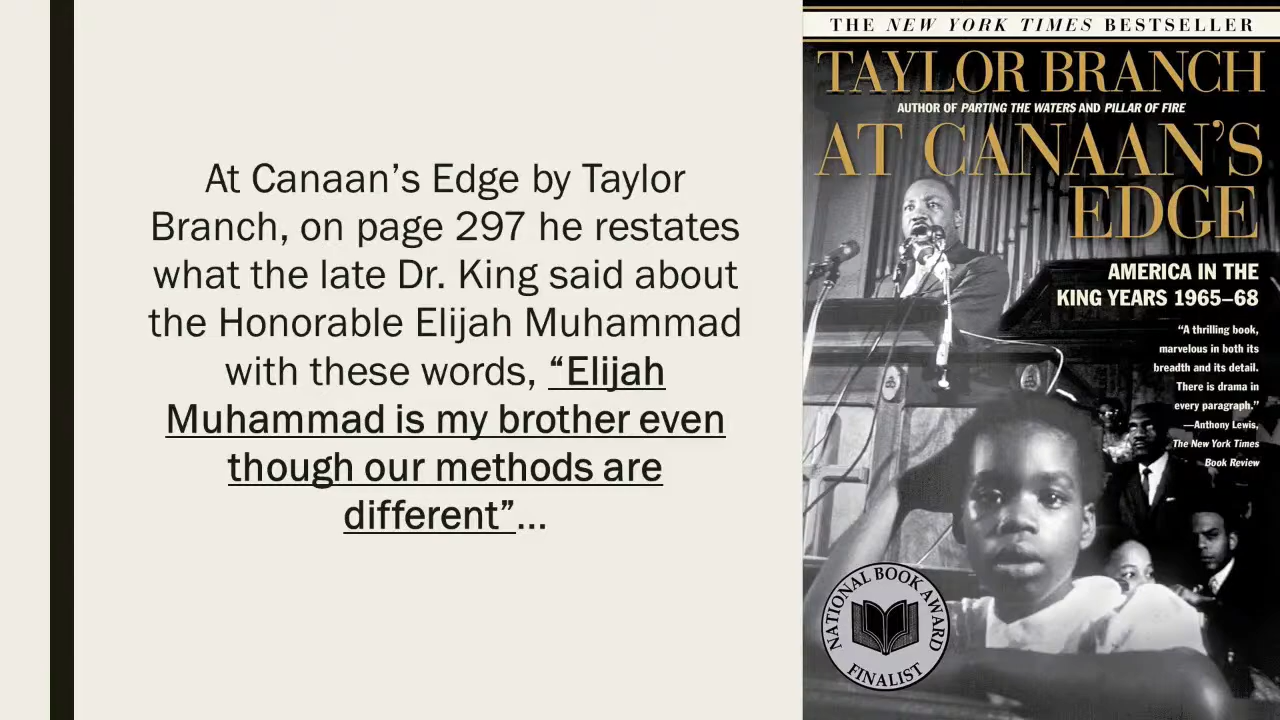 At Canaan’s Edge by Taylor
Branch, on page 297 he restates
what the late Dr. King said about
the Honorable Elijah Muhammad
with these words, “Elijah
Muhammad is my brother even
though our methods are
different”...
THE NEW YORK TIMES BESTSELLER
TAYLOR BRANCH
AUTHOR OF PARTING THE WATERS AND PILLAR OF FIRE
AT CANAAN’S
EDGE
AMERICA IN THE
KING YEARS 1965–68
“A thrilling book,
marvelous in both its
breadth and its detail.
There is drama in
every paragraph.”
—Anthony Lewis,
The New York Times
Book Review
NATIONAL BOOK AWARD
FINALIST